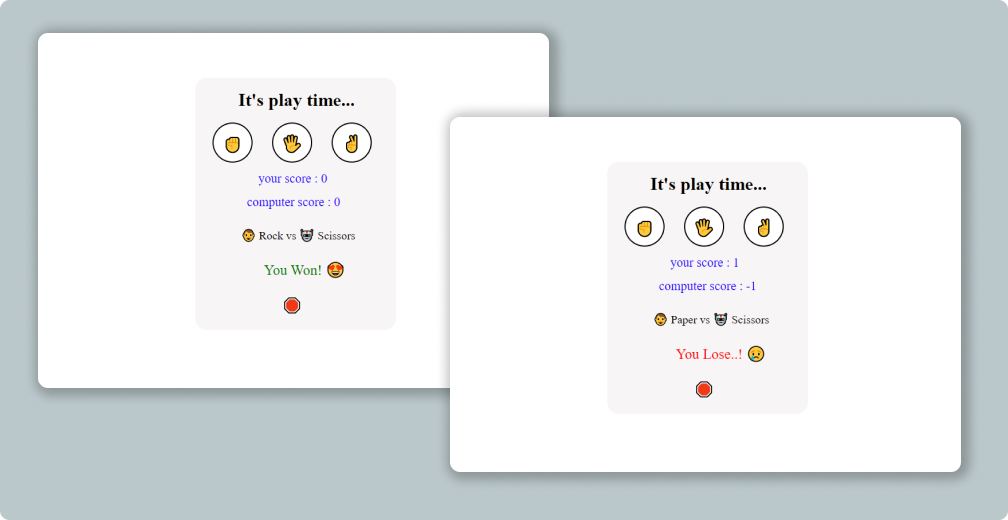 It's play time...
your score : 0
computer score : 0
Rock vs Scissors
You Won!
It's play time...
your score : 1
computer score : -1
Paper vs Scissors
You Lose..!